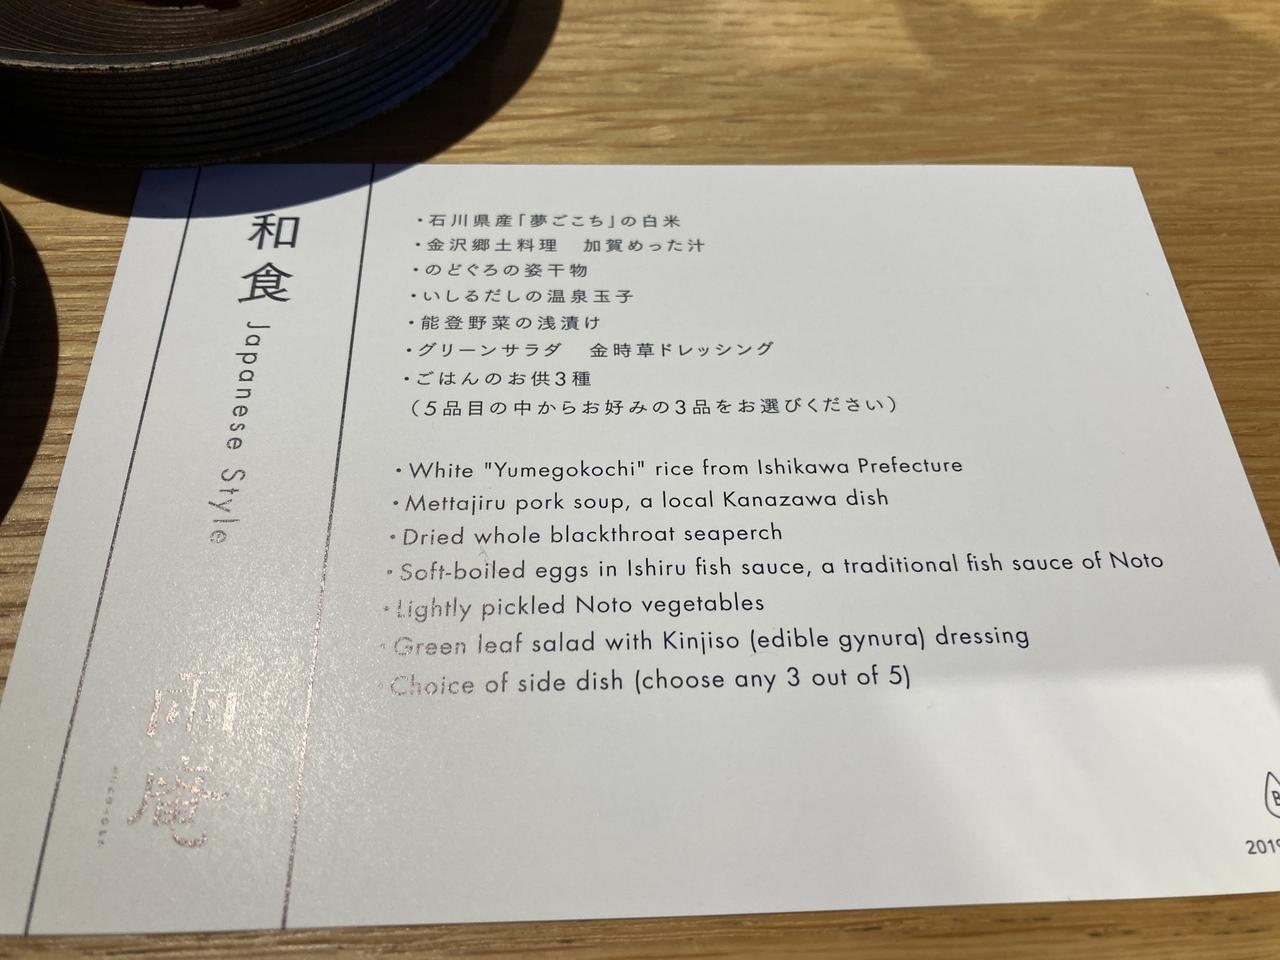 和食 Japanese Style
・石川県産「夢ごこち」の白米
・金沢郷土料理　加賀めった汁
・のどぐろの姿干物
・いしるだしの温泉玉子
・能登野菜の浅漬け
・グリーンサラダ　金時草ドレッシング
・ごはんのお供3種
（5品目の中からお好みの3品をお選びください）
・White "Yumegokochi" rice from Ishikawa Prefecture
・Mettajiru pork soup, a local Kanazawa dish
・Dried whole blackthroat seaperch
・Soft-boiled eggs in Ishiru fish sauce, a traditional fish sauce of Noto
・Lightly pickled Noto vegetables
・Green leaf salad with Kinjiso (edible gynura) dressing
・Choice of side dish (choose any 3 out of 5)
雨庵
2019